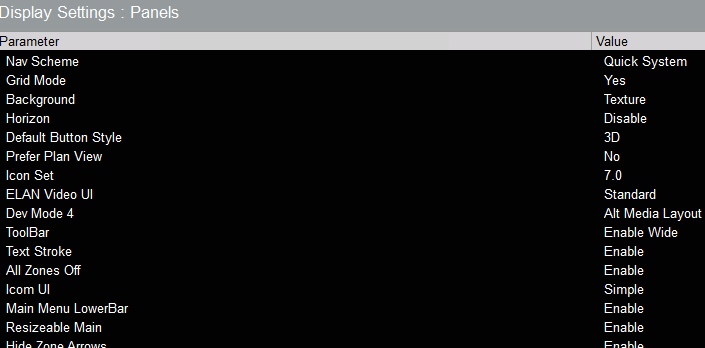 Display Settings : Panels
Parameter Value
Nav Scheme Quick System
Grid Mode Yes
Background Texture
Horizon Disable
Default Button Style 3D
Prefer Plan View No
Icon Set 7.0
ELAN Video UI Standard
Dev Mode 4 Alt Media Layout
ToolBar Enable Wide
Text Stroke Enable
All Zones Off Enable
Icom UI Simple
Main Menu LowerBar Enable
Resizeable Main Enable
Hide Zone Arrows Enable